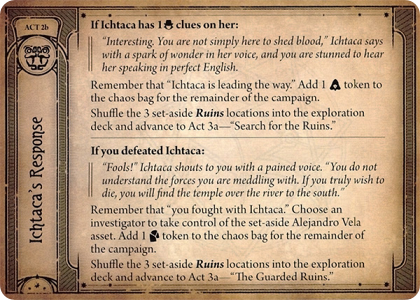 ACT 2b
Ichtaca's Response
If Ichtaca has 1 clues on her:
"Interesting. You are not simply here to shed blood," Ichtaca says
with a spark of wonder in her voice, and you are stunned to hear
her speaking in perfect English.
Remember that "Ichtaca is leading the way." Add 1 token to
the chaos bag for the remainder of the campaign.
Shuffle the 3 set-aside Ruins locations into the exploration
deck and advance to Act 3a—"Search for the Ruins."
If you defeated Ichtaca:
"Fools!" Ichtaca shouts to you with a pained voice. "You do not
understand the forces you are meddling with. If you truly wish to
die, you will find the temple over the river to the south."
Remember that "you fought with Ichtaca." Choose an
investigator to take control of the set-aside Alejandro Vela
asset. Add 1 token to the chaos bag for the remainder of
the campaign.
Shuffle the 3 set-aside Ruins locations into the exploration
deck and advance to Act 3a—"The Guarded Ruins."